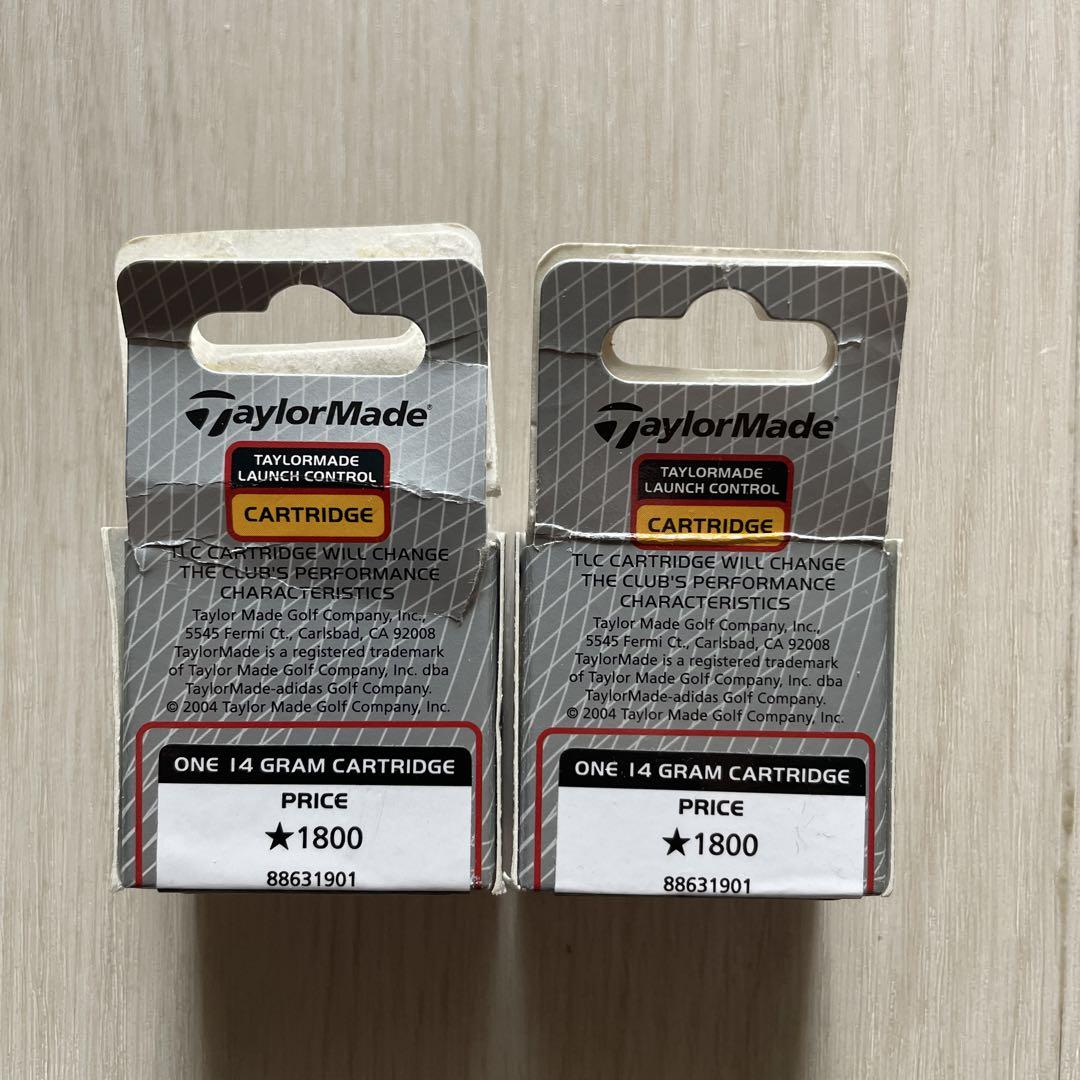 TaylorMade®
TAYLORMADE
LAUNCH CONTROL
CARTRIDGE
TLC CARTRIDGE WILL CHANGE
THE CLUB'S PERFORMANCE
CHARACTERISTICS
Taylor Made Golf Company, Inc.,
5545 Fermi Ct., Carlsbad, CA 92008
TaylorMade is a registered trademark
of Taylor Made Golf Company, Inc. dba
TaylorMade-adidas Golf Company.
© 2004 Taylor Made Golf Company, Inc.
ONE 14 GRAM CARTRIDGE
PRICE
★1800
88631901
TaylorMade®
TAYLORMADE
LAUNCH CONTROL
CARTRIDGE
TLC CARTRIDGE WILL CHANGE
THE CLUB'S PERFORMANCE
CHARACTERISTICS
Taylor Made Golf Company, Inc.,
5545 Fermi Ct., Carlsbad, CA 92008
TaylorMade is a registered trademark
of Taylor Made Golf Company, Inc. dba
TaylorMade-adidas Golf Company.
© 2004 Taylor Made Golf Company, Inc.
ONE 14 GRAM CARTRIDGE
PRICE
★1800
88631901